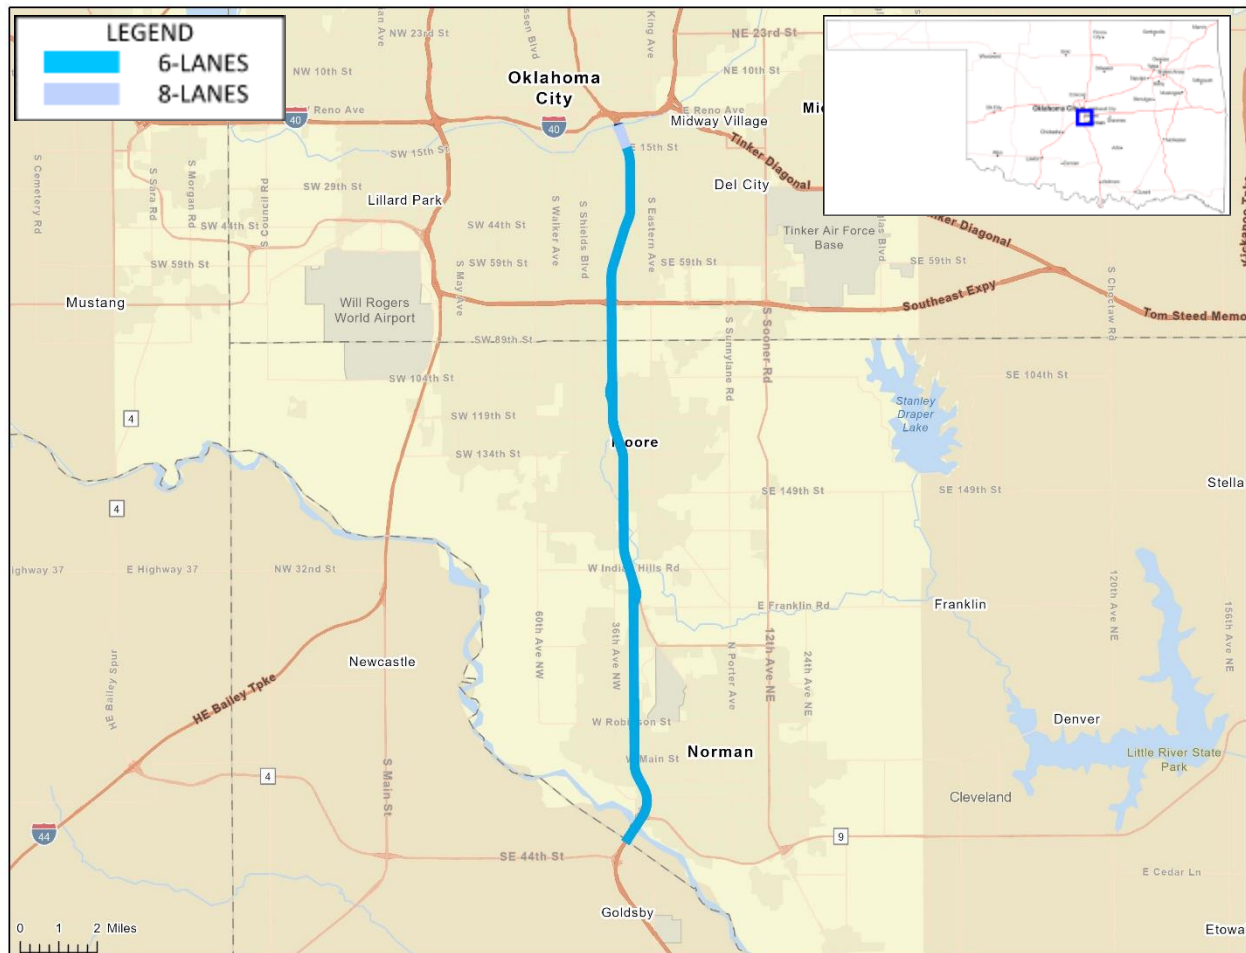 LEGEND
6-LANES
8-LANES
NW 23rd St
NE 23rd St
NW 10th St
Oklahoma
City
NE 10th St
Reno Ave
40
40
E Reno Ave
Midway Village
SW 15th St
E 15th St
Tinker Diagonal
S Cemetery Rd
S Sara Rd
S Morgan Rd
S Council Rd
SW 29th St
Lillard Park
Del City
SW 44th St
S Walker Ave
S Shields Blvd
S Eastern Ave
SW 44th St
Tinker Air Force
Base
Tinker Diagonal
SW 59th St
S May Ave
SW 59th St
SE 59th St
SE 59th St
S Choctaw Rd
Mustang
Will Rogers
World Airport
Southeast Expy
Tom Steed Memo
SW 89th St
S Sunnylane Rd
S Sooner Rd
SW 104th St
SE 104th St
4
SW 119th St
Stanley
Draper
Lake
SW 134th St
Moore
4
SE 149th St
SE 149th St
Stella
ighway 37
E Highway 37
NW 32nd St
W Indian Hills Rd
E Franklin Rd
Franklin
120th Ave NE
156th Ave NE
60th Ave NW
36th Ave NW
N Porter Ave
12th Ave NE
24th Ave NE
Newcastle
HE Bailey Spur
HE Bailey Tpke
W Robinson St
Denver
W Main St
Norman
Little River State
Park
4
S Main St
Cleveland
44
9
SE 44th St
E Cedar Ln
Goldsby
Etowa
0 1 2 Miles